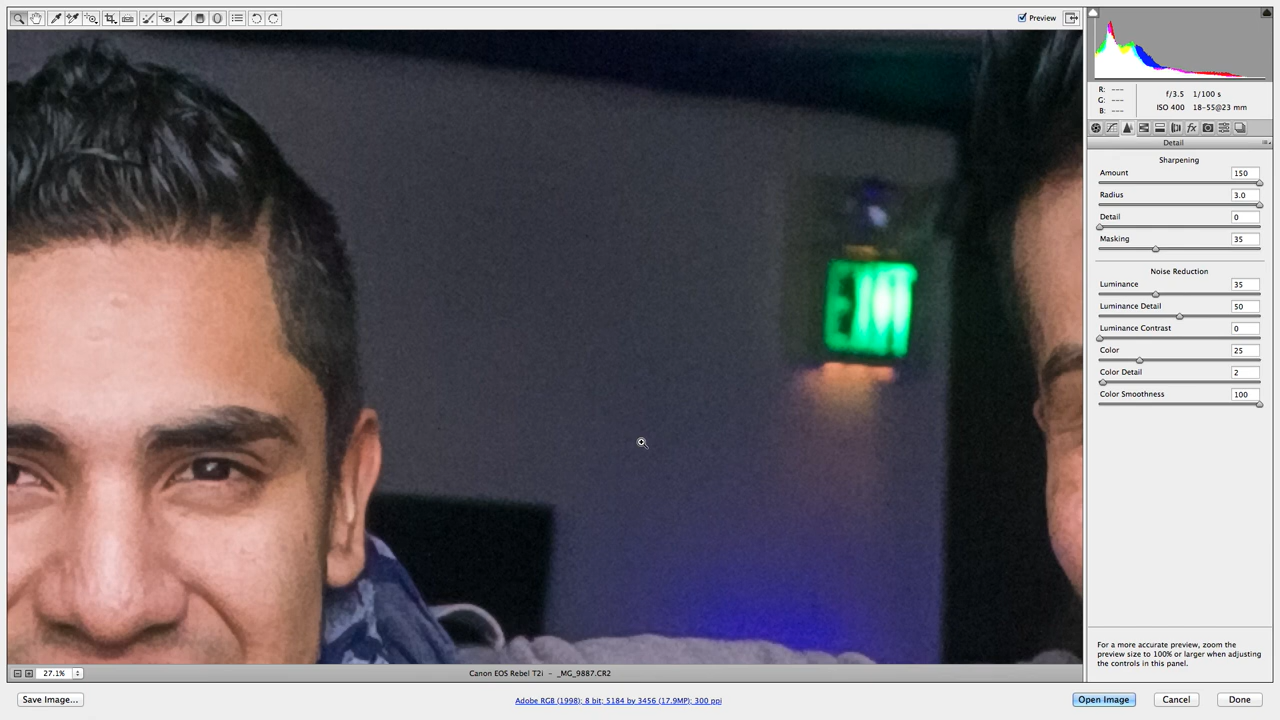 Preview
R: ---
G: ---
B: ---
f/3.5 1/100 s
ISO 400 18-55@23 mm
fx
Detail
Sharpening
Amount 150
Radius 3.0
Detail 0
Masking 35
Noise Reduction
Luminance 35
Luminance Detail 50
Luminance Contrast 0
Color 25
Color Detail 2
Color Smoothness 100
For a more accurate preview, zoom the
preview size to 100% or larger when adjusting
the controls in this panel.
27.1%
Canon EOS Rebel T2i - _MG_9887.CR2
Save Image...
Adobe RGB (1998); 8 bit; 5184 by 3456 (17.9MP); 300 ppi
Open Image
Cancel
Done